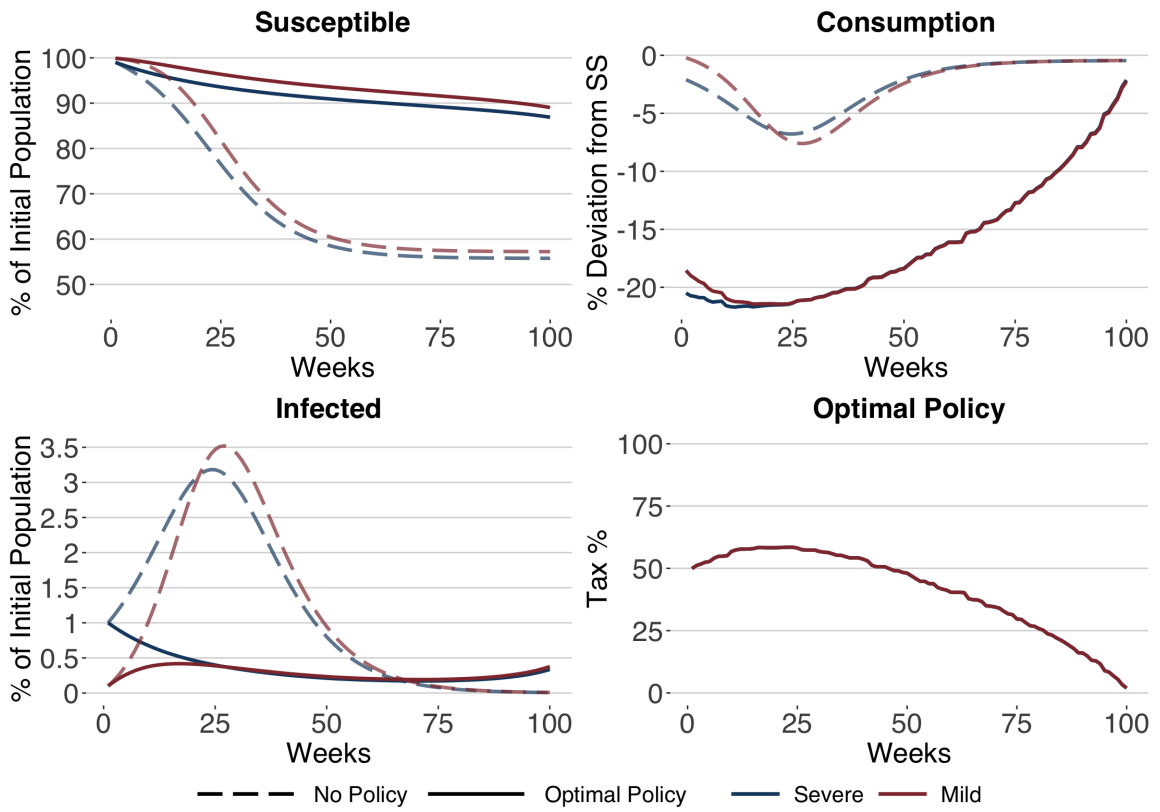 Susceptible
% of Initial Population
100
90
80
70
60
50
0 25 50 75 100
Weeks
Consumption
% Deviation from SS
0
-5
-10
-15
-20
0 25 50 75 100
Weeks
Infected
% of Initial Population
3.5
3
2.5
2
1.5
1
0.5
0
0 25 50 75 100
Weeks
Optimal Policy
Tax %
100
75
50
25
0
0 25 50 75 100
Weeks
No Policy Optimal Policy Severe Mild